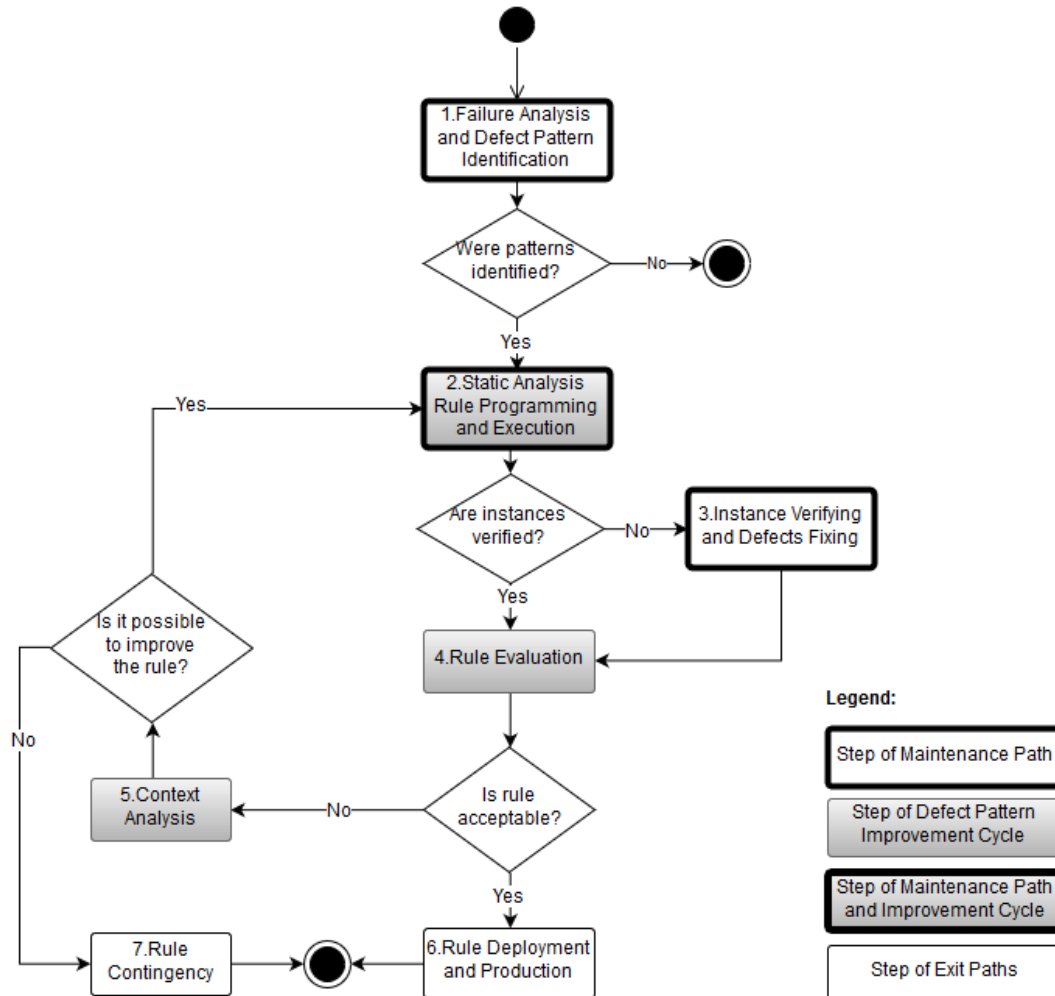 1.Failure Analysis
and Defect Pattern
Identification
Were patterns
identified?
No
Yes
2.Static Analysis
Rule Programming
and Execution
Yes
Are instances
verified?
No
3.Instance Verifying
and Defects Fixing
Yes
Is it possible
to improve
the rule?
4.Rule Evaluation
No
5.Context
Analysis
No
Is rule
acceptable?
Yes
7.Rule
Contingency
6.Rule Deployment
and Production
Legend:
Step of Maintenance Path
Step of Defect Pattern
Improvement Cycle
Step of Maintenance Path
and Improvement Cycle
Step of Exit Paths